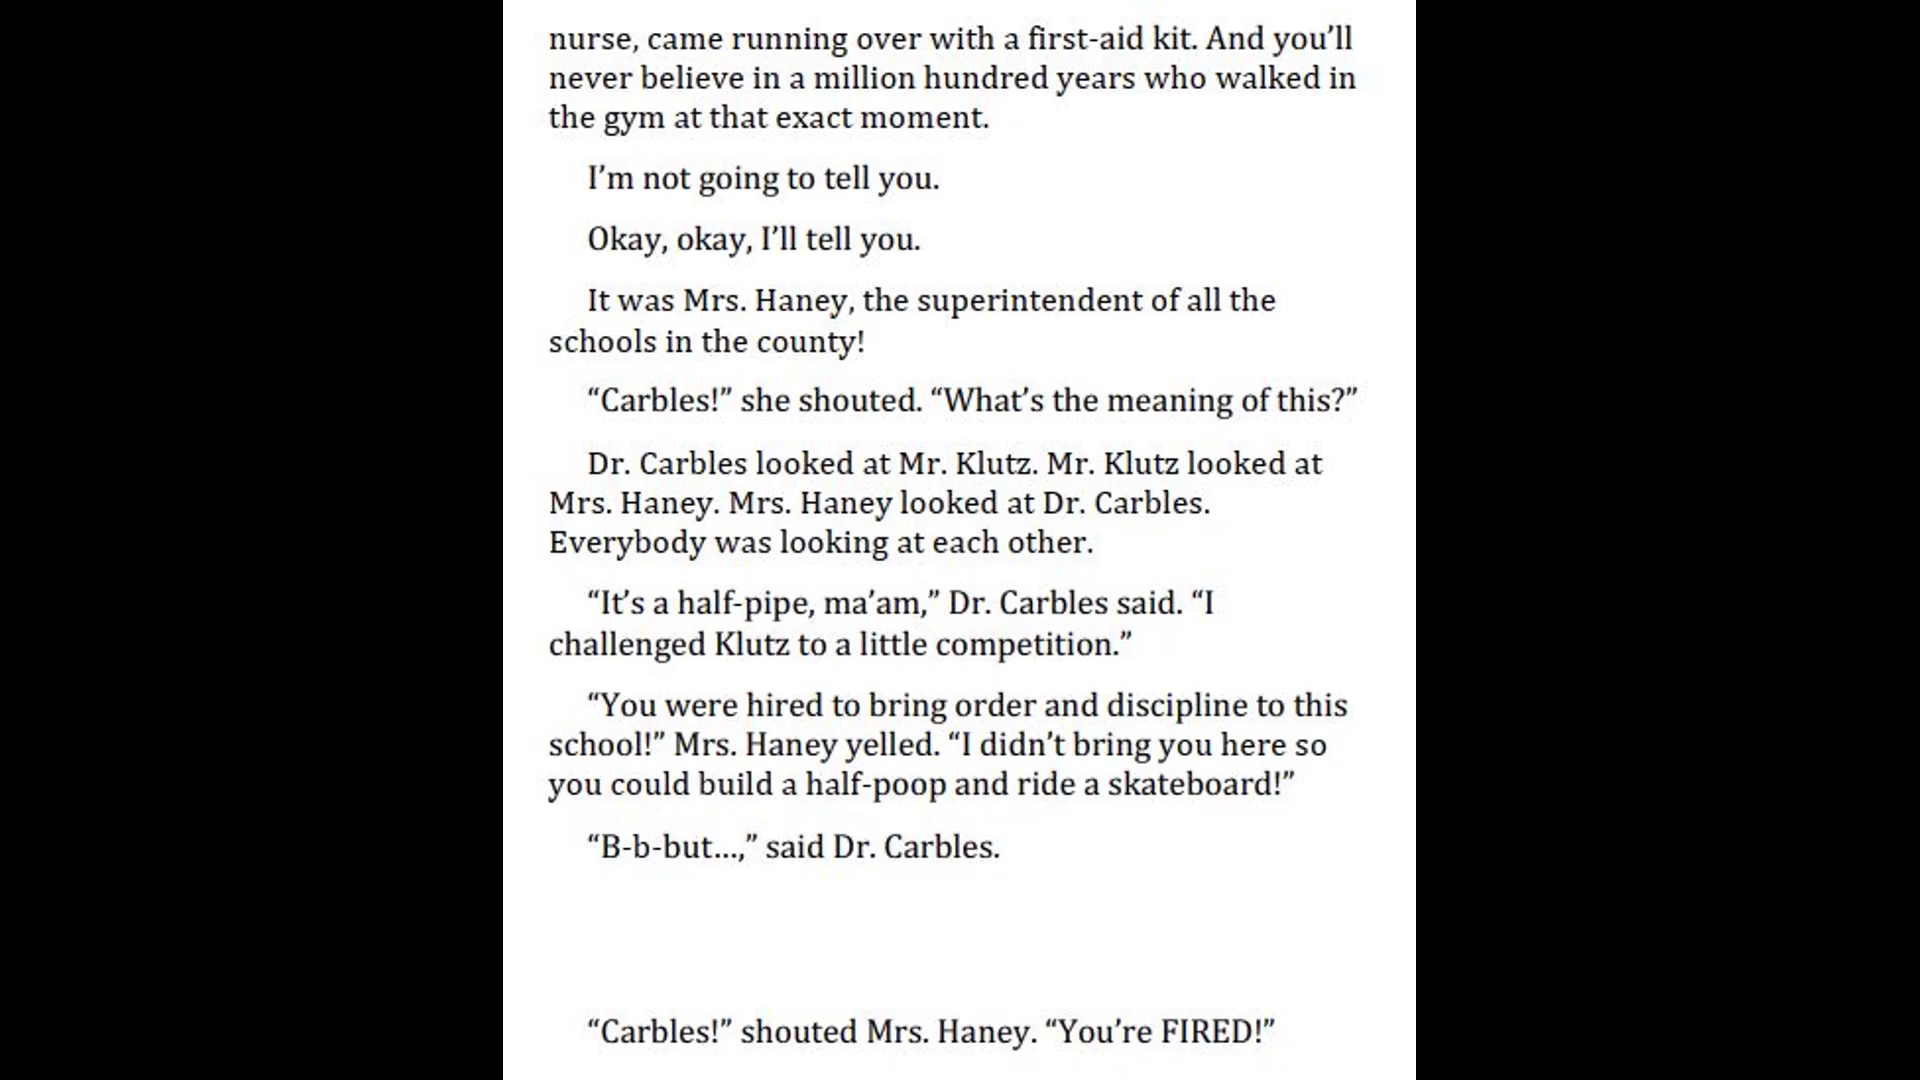 nurse, came running over with a first-aid kit. And you’ll
never believe in a million hundred years who walked in
the gym at that exact moment.
I’m not going to tell you.
Okay, okay, I’ll tell you.
It was Mrs. Haney, the superintendent of all the
schools in the county!
“Carbles!” she shouted. “What’s the meaning of this?”
Dr. Carbles looked at Mr. Klutz. Mr. Klutz looked at
Mrs. Haney. Mrs. Haney looked at Dr. Carbles.
Everybody was looking at each other.
“It’s a half-pipe, ma’am,” Dr. Carbles said. “I
challenged Klutz to a little competition.”
“You were hired to bring order and discipline to this
school!” Mrs. Haney yelled. “I didn’t bring you here so
you could build a half-poop and ride a skateboard!”
“B-b-but...,” said Dr. Carbles.
“Carbles!” shouted Mrs. Haney. “You’re FIRED!”